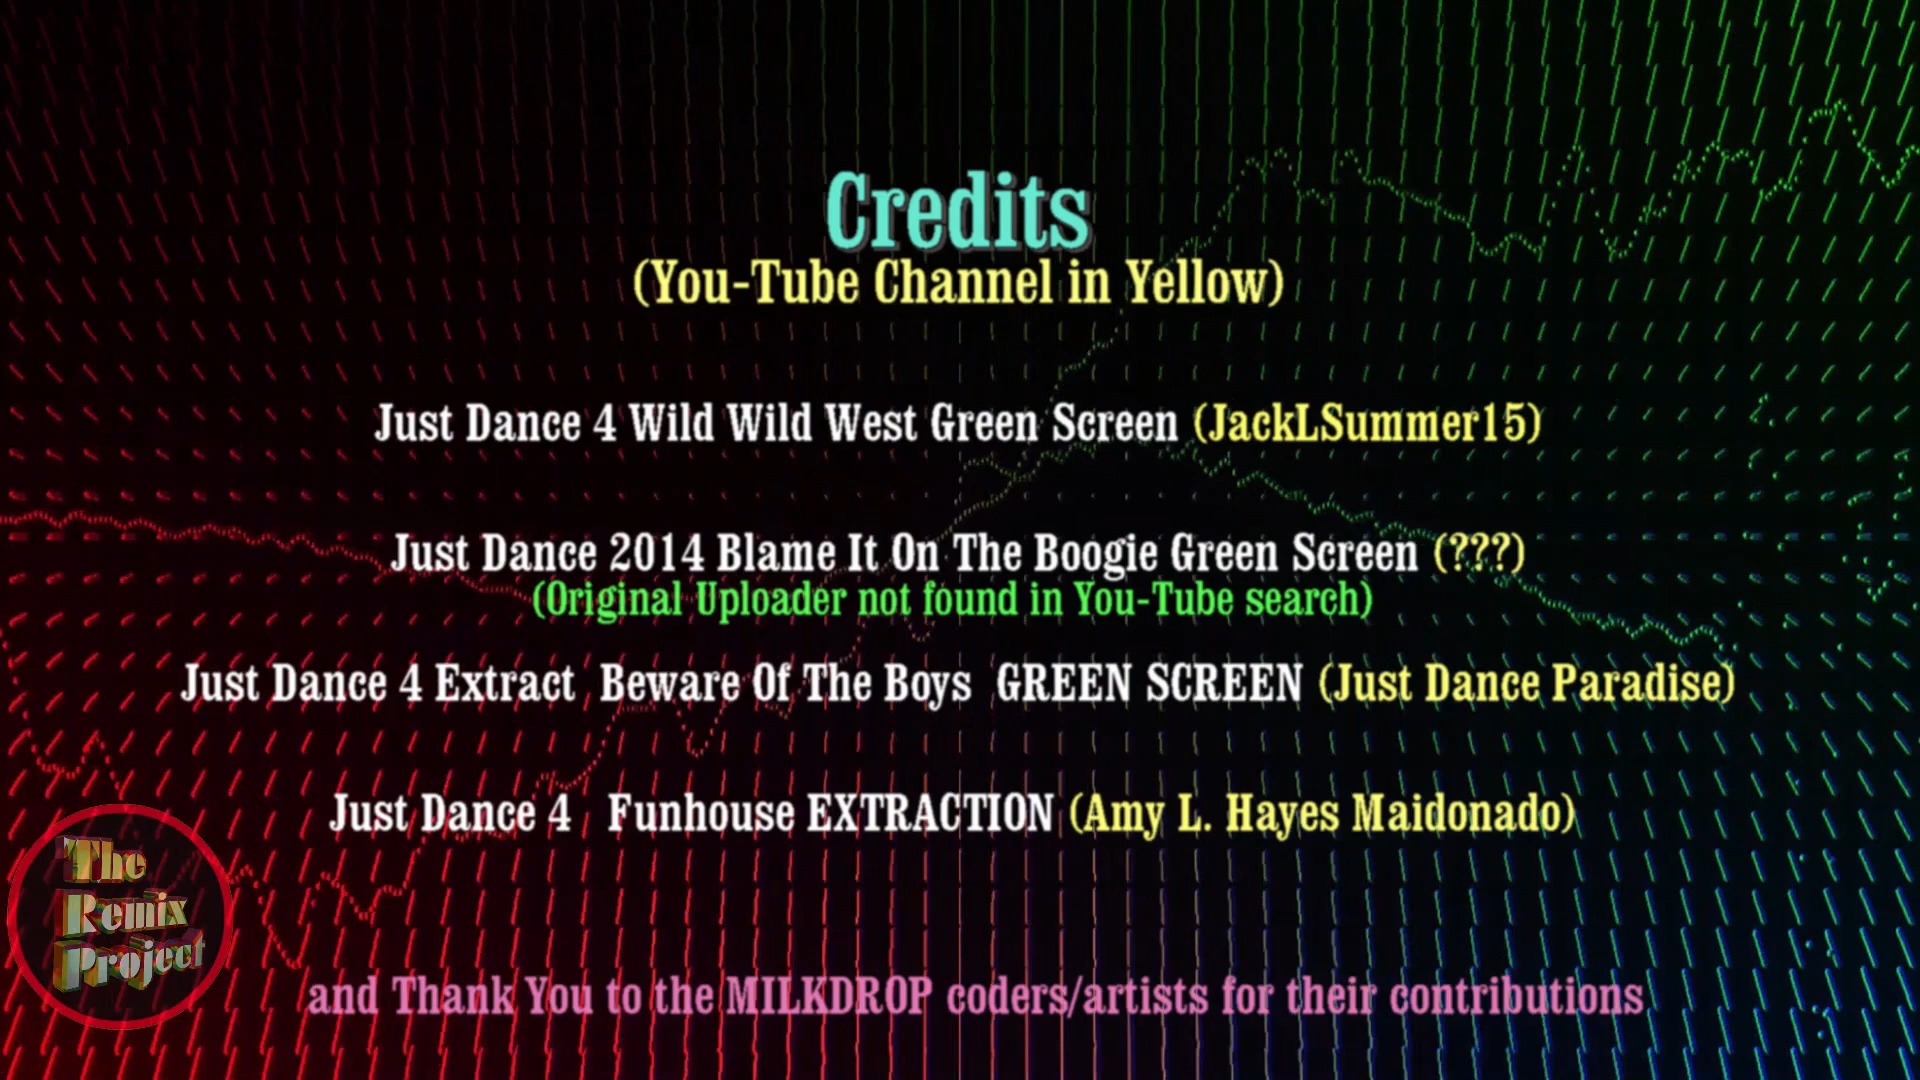 Credits
(You-Tube Channel in Yellow)
Just Dance 4 Wild Wild West Green Screen (JackLSummer15)
Just Dance 2014 Blame It On The Boogie Green Screen (???)
(Original Uploader not found in You-Tube search)
Just Dance 4 Extract Beware Of The Boys GREEN SCREEN (Just Dance Paradise)
Just Dance 4 Funhouse EXTRACTION (Amy L. Hayes Maidonado)
The
Remix
Project
and Thank You to the MILKDROP coders/artists for their contributions